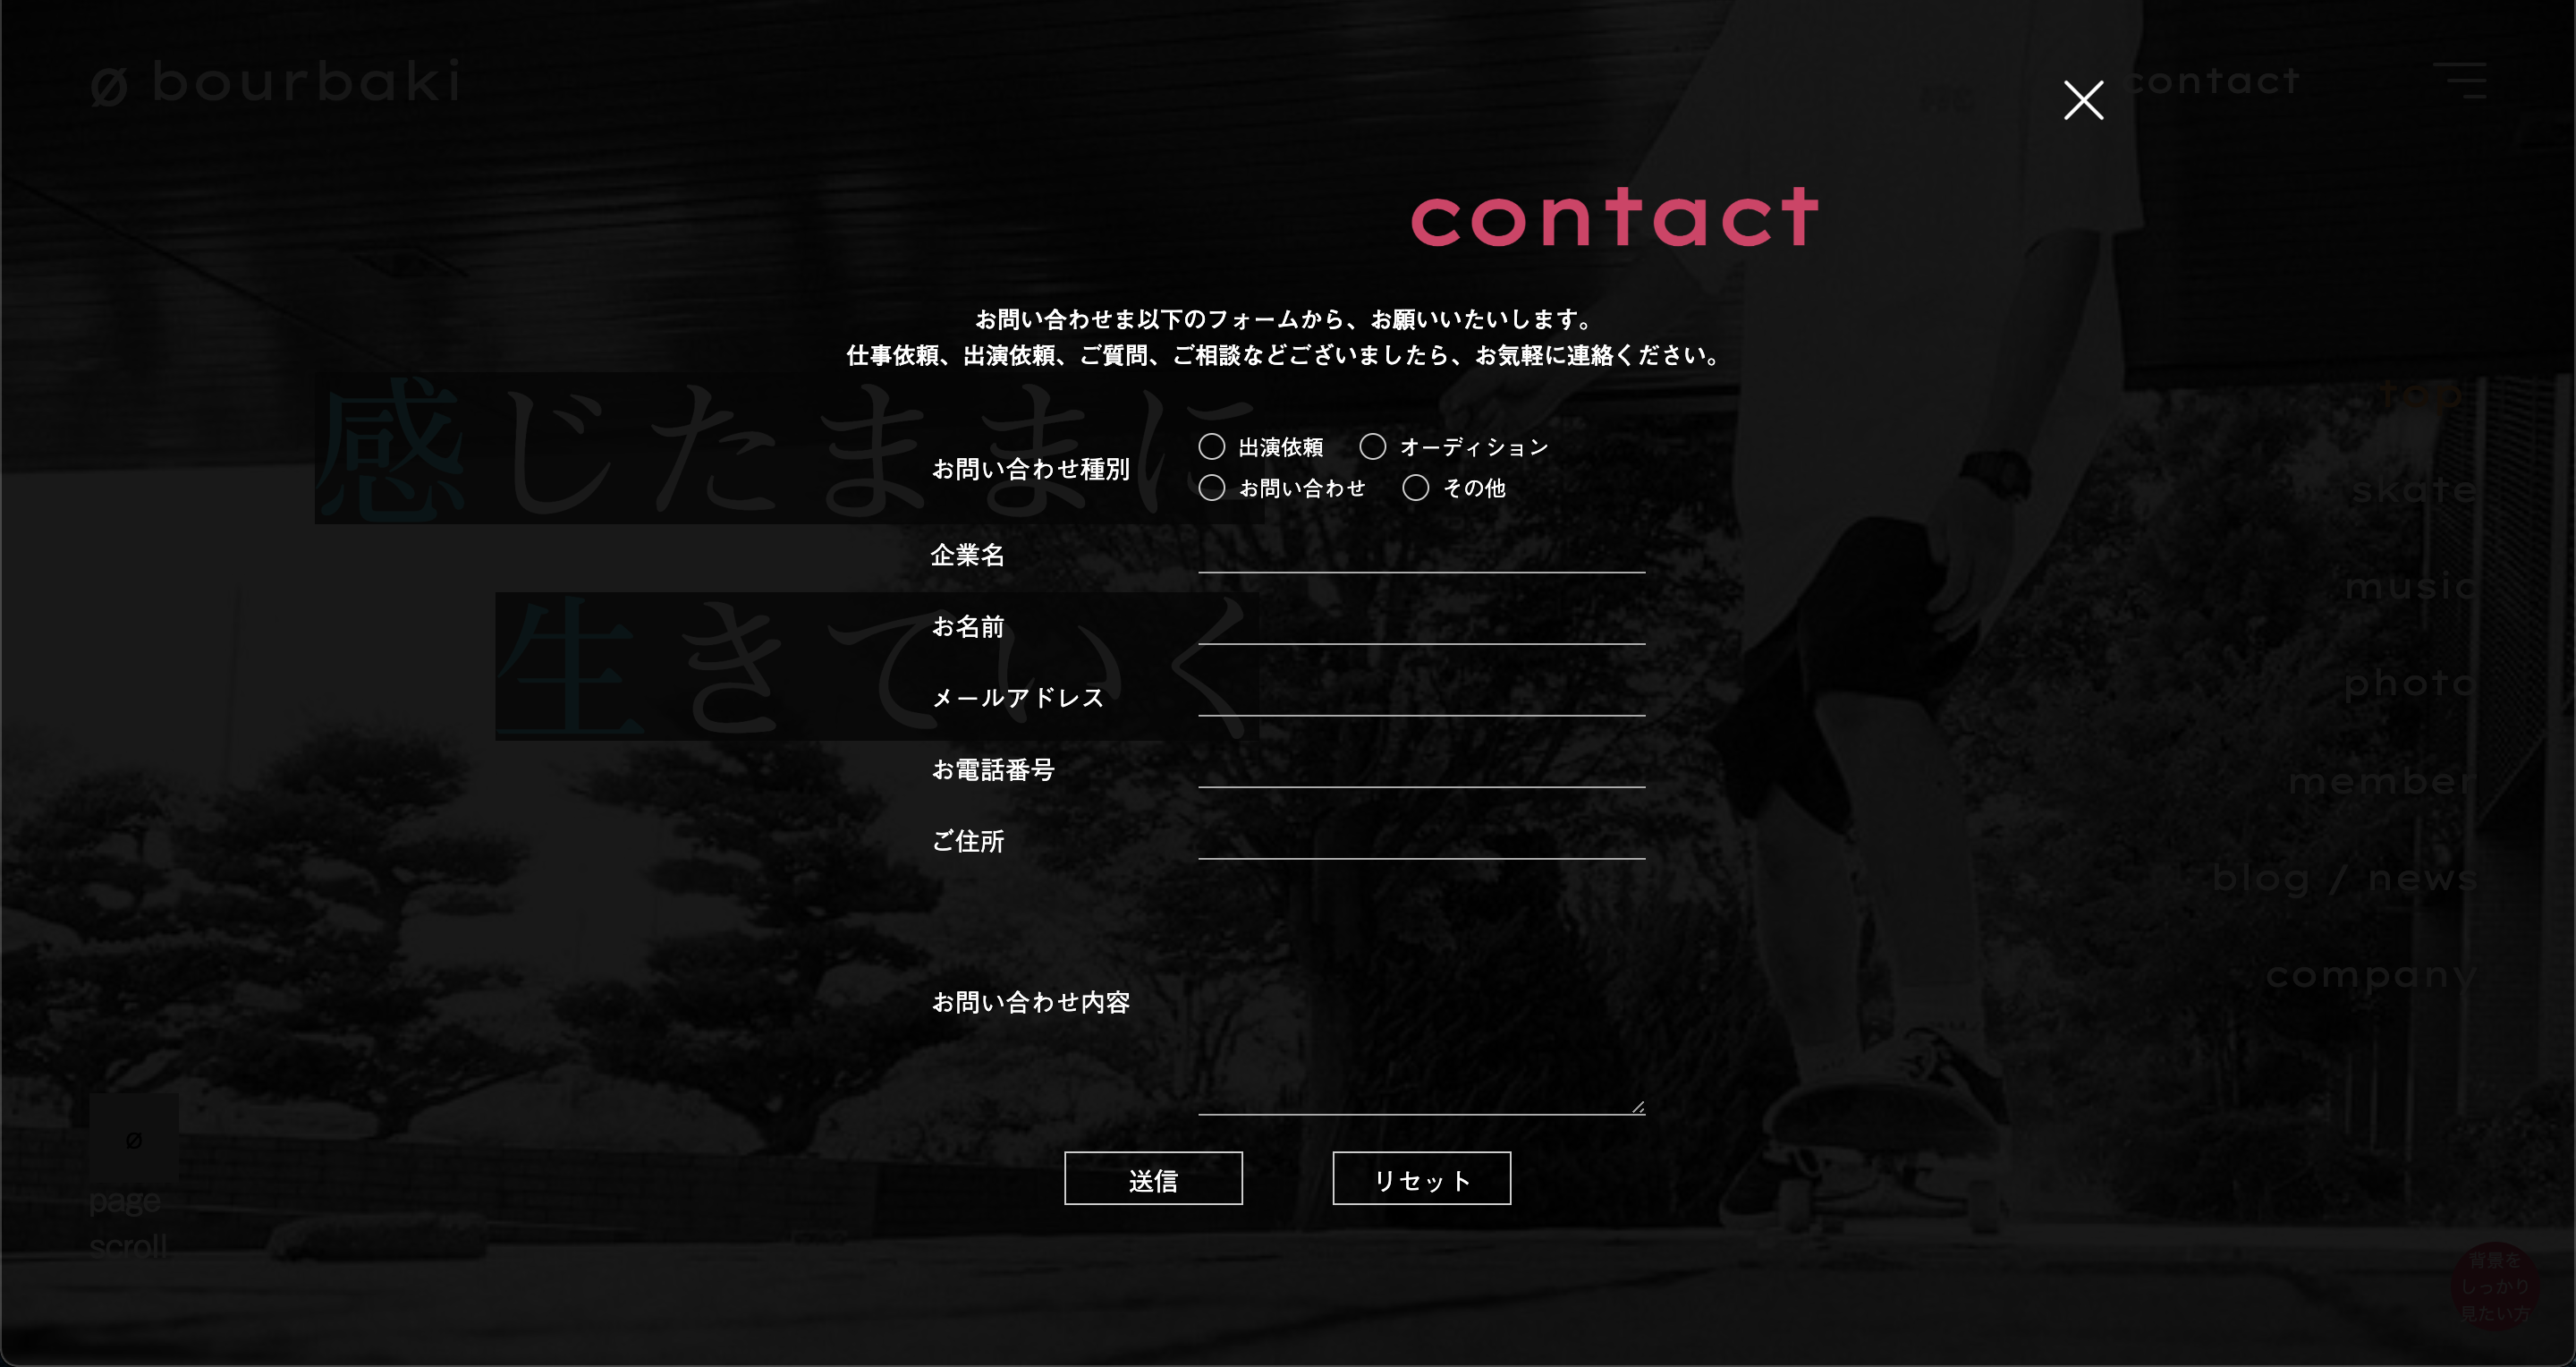 ø bourbaki
contact
contact
お問い合わせま以下のフォームから、お願いいたいします。
仕事依頼、出演依頼、ご質問、ご相談などございましたら、お気軽に連絡ください。
感じたままに
生きていく
お問い合わせ種別
出演依頼 オーディション
お問い合わせ その他
企業名
お名前
メールアドレス
お電話番号
ご住所
お問い合わせ内容
送信 リセット
top
skate
music
photo
member
blog / news
company
ø
page
scroll
背景を
しっかり
見たい方